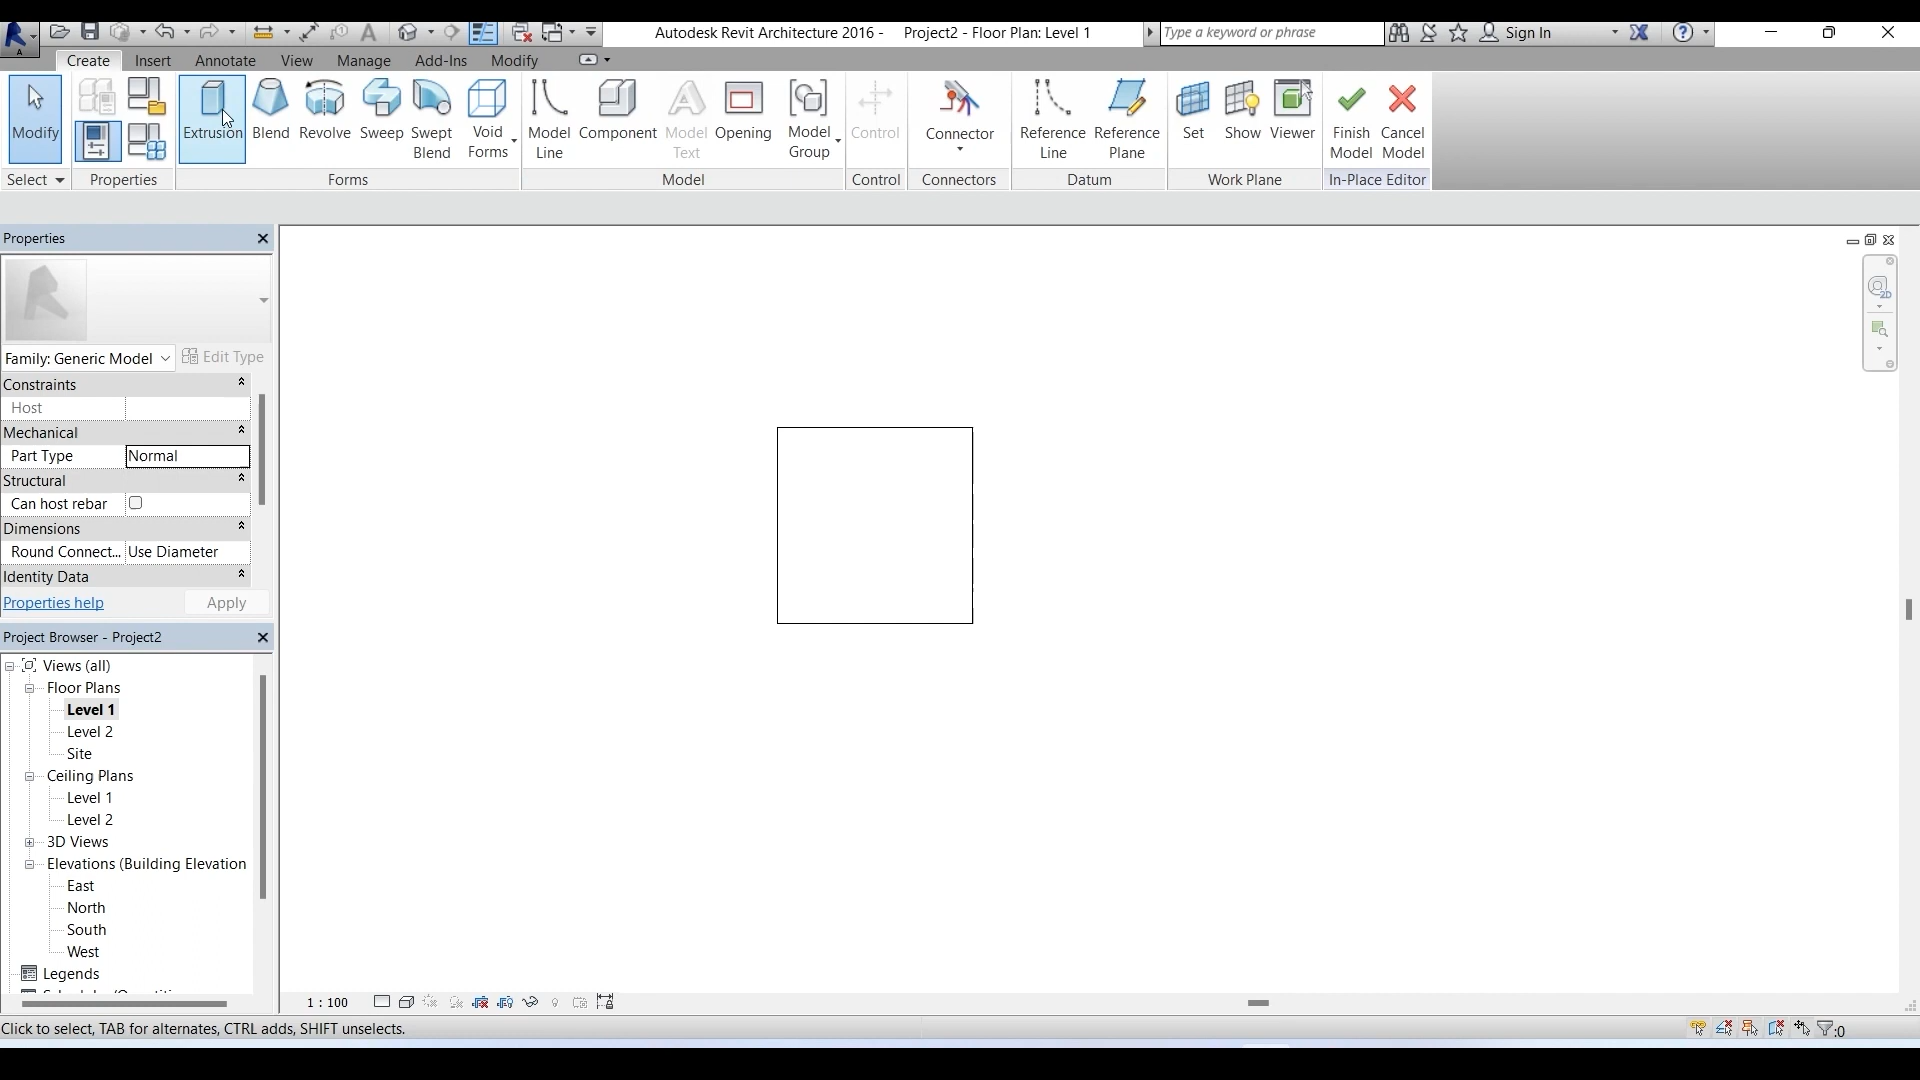 Autodesk Revit Architecture 2016 - Project2 - Floor Plan: Level 1
Type a keyword or phrase
Sign In
Create Insert Annotate View Manage Add-Ins Modify
Modify Extrusion Blend Revolve Sweep Swept Blend Void Forms Model Line Component Model Text Opening Model Group Control Connector Reference Line Reference Plane Set Show Viewer Finish Model Cancel Model
Select Properties Forms Model Control Connectors Datum Work Plane In-Place Editor
Properties
Family: Generic Model Edit Type
Constraints
Host
Mechanical
Part Type Normal
Structural
Can host rebar
Dimensions
Round Connect... Use Diameter
Identity Data
Properties help Apply
Project Browser - Project2
Views (all)
Floor Plans
Level 1
Level 2
Site
Ceiling Plans
Level 1
Level 2
3D Views
Elevations (Building Elevation
East
North
South
West
Legends
1 : 100
2D
Click to select, TAB for alternates, CTRL adds, SHIFT unselects.
:0